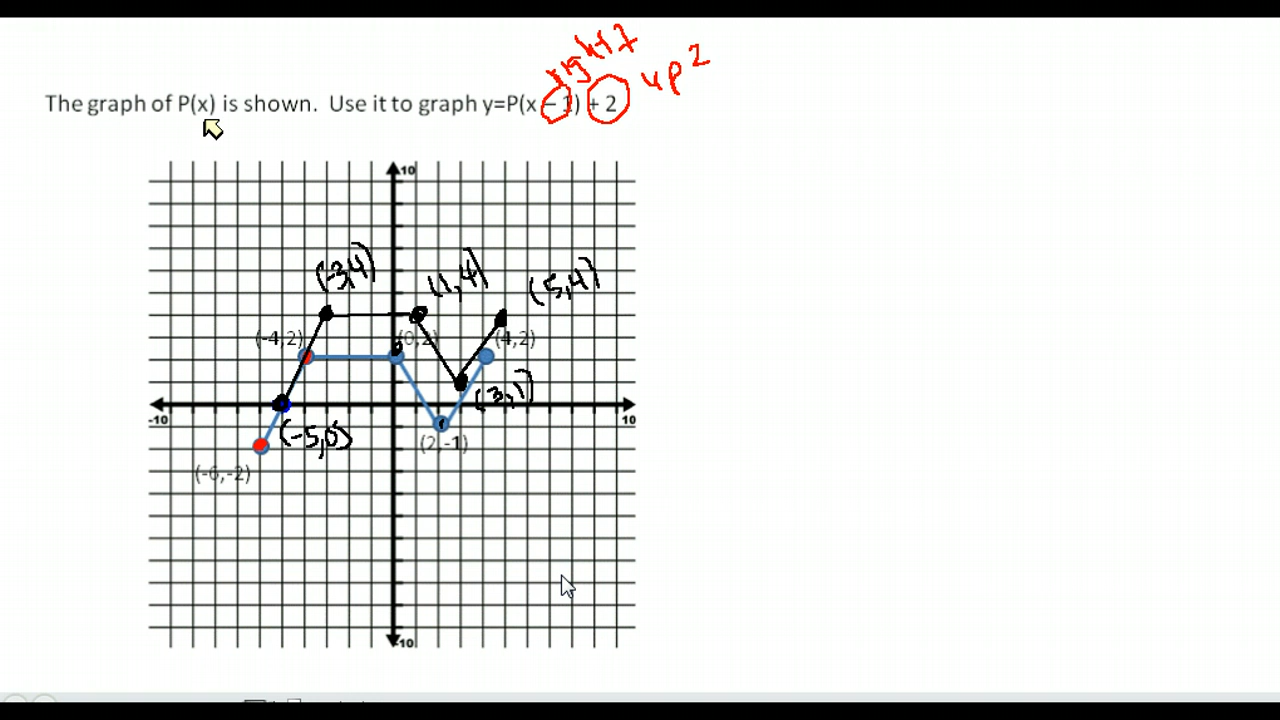 right 1
up 2
The graph of P(x) is shown. Use it to graph y=P(x – 1) + 2
10
(-3,4) (1,4) (5,4)
(-4,2) (0,2) (4,2)
(3,1)
-10 10
(-5,0) (2,-1)
(-6,-2)
-10